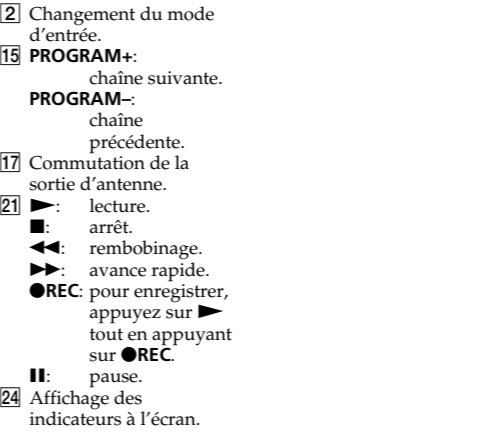 2 Changement du mode
d'entrée.
15 PROGRAM+:
chaîne suivante.
PROGRAM–:
chaîne
précédente.
17 Commutation de la
sortie d'antenne.
21 ►: lecture.
■: arrêt.
◄◄: rembobinage.
►►: avance rapide.
●REC: pour enregistrer,
appuyez sur ►
tout en appuyant
sur ●REC.
❚❚: pause.
24 Affichage des
indicateurs à l'écran.